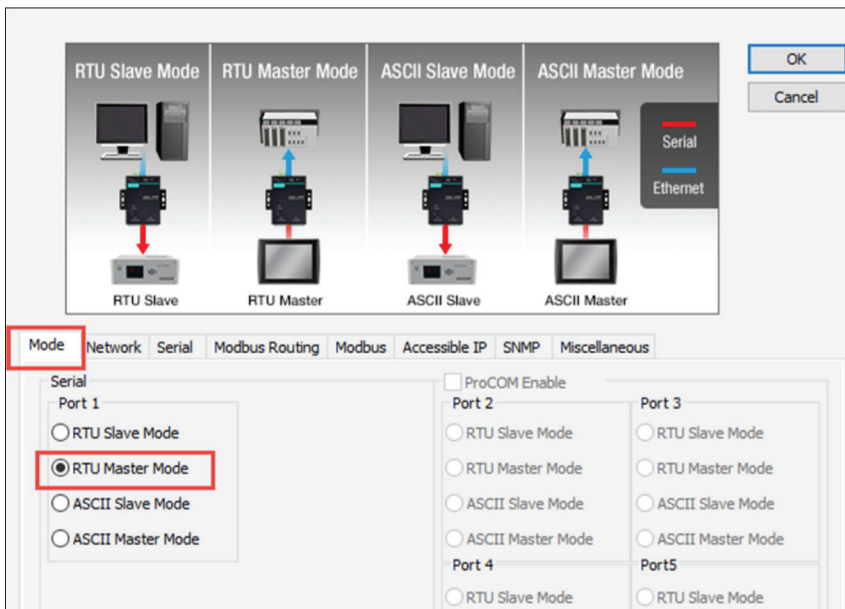 RTU Slave Mode RTU Master Mode ASCII Slave Mode ASCII Master Mode
OK
Cancel
Serial
Ethernet
RTU Slave RTU Master ASCII Slave ASCII Master
Mode Network Serial Modbus Routing Modbus Accessible IP SNMP Miscellaneous
Serial
Port 1
RTU Slave Mode
RTU Master Mode
ASCII Slave Mode
ASCII Master Mode
ProCOM Enable
Port 2
RTU Slave Mode
RTU Master Mode
ASCII Slave Mode
ASCII Master Mode
Port 3
RTU Slave Mode
RTU Master Mode
ASCII Slave Mode
ASCII Master Mode
Port 4
RTU Slave Mode
Port5
RTU Slave Mode